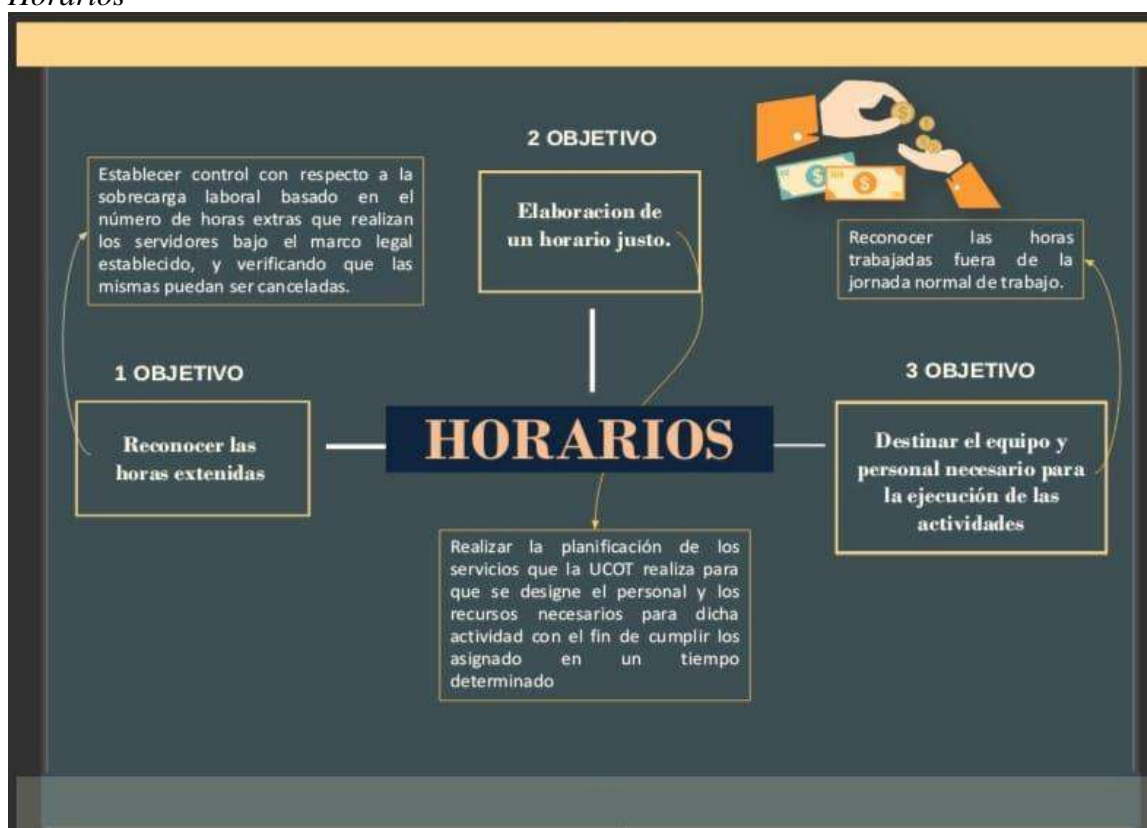 Horarios
2 OBJETIVO
Elaboracion de
un horario justo.
Establecer control con respecto a la
sobrecarga laboral basado en el
número de horas extras que realizan
los servidores bajo el marco legal
establecido, y verificando que las
mismas puedan ser canceladas.
Reconocer las horas
trabajadas fuera de la
jornada normal de trabajo.
1 OBJETIVO
Reconocer las
horas extenidas
HORARIOS
3 OBJETIVO
Destinar el equipo y
personal necesario para
la ejecución de las
actividades
Realizar la planificación de los
servicios que la UCOT realiza para
que se designe el personal y los
recursos necesarios para dicha
actividad con el fin de cumplir los
asignado en un tiempo
determinado